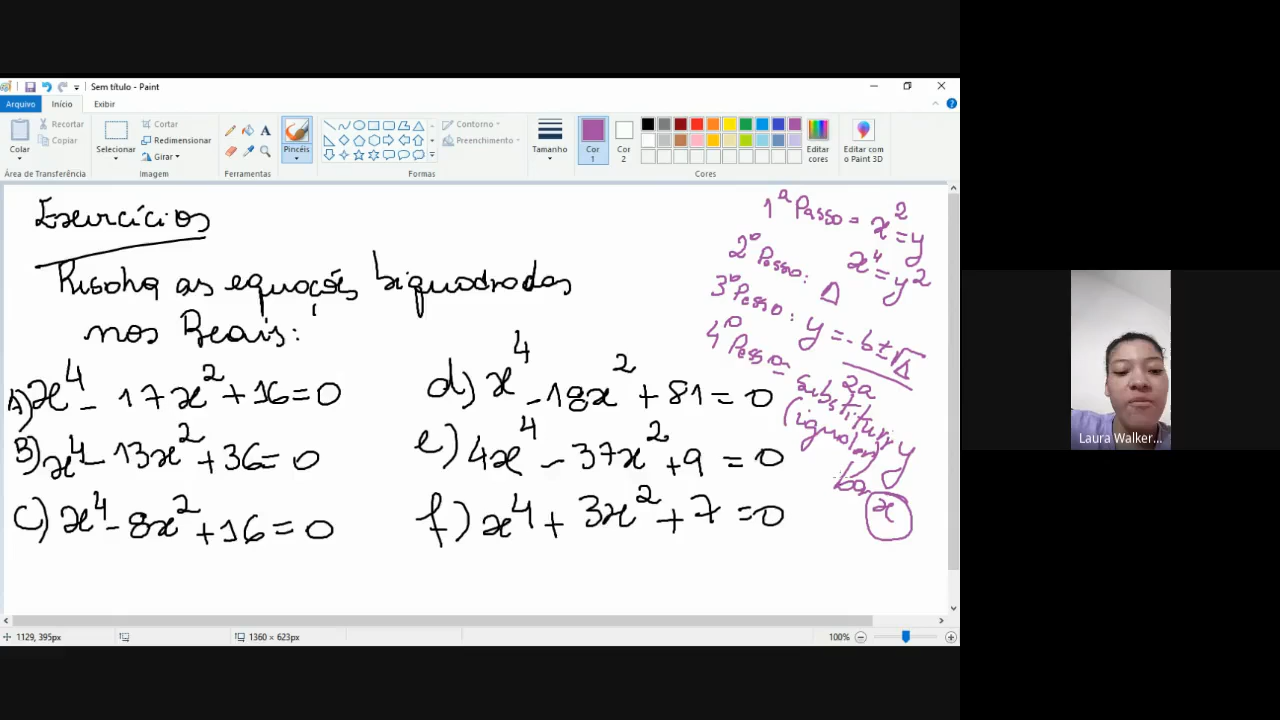 Sem título - Paint
Arquivo Início Exibir
Colar
Recortar
Copiar
Área de Transferência
Selecionar
Cortar
Redimensionar
Girar
Imagem
Ferramentas
Pincéis
Contorno
Preenchimento
Formas
Tamanho
Cor 1
Cor 2
Editar cores
Cores
Editar com o Paint 3D
Exercícios
Resolva as equações biquadradas
nos Reais:
A) x⁴ - 17x² + 16 = 0
B) x⁴ - 13x² + 36 = 0
C) x⁴ - 8x² + 16 = 0
d) x⁴ - 18x² + 81 = 0
e) 4x⁴ - 37x² + 9 = 0
f) x⁴ + 3x² + 7 = 0
1º Passo = x² = y
x⁴ = y²
2º Passo: Δ
3º Passo: y = -b ± √Δ
2a
4º Passo
substituir y
(igualar)
x
Laura Walker...
1129, 395px
1360 × 623px
100%